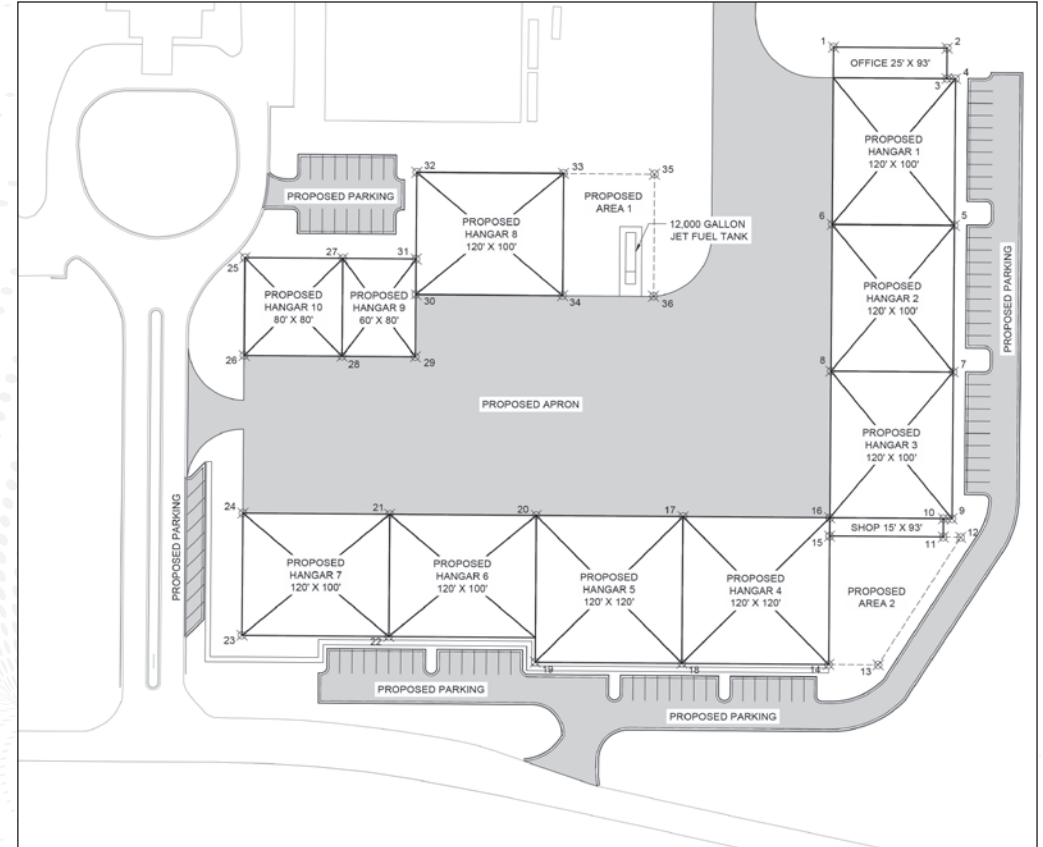 1
2
OFFICE 25' X 93'
3
4
PROPOSED
HANGAR 1
120' X 100'
32
33
35
PROPOSED PARKING
PROPOSED
AREA 1
PROPOSED
HANGAR 8
120' X 100'
12,000 GALLON
JET FUEL TANK
6
5
25
27
31
PROPOSED
HANGAR 10
80' X 80'
PROPOSED
HANGAR 9
60' X 80'
30
34
36
PROPOSED
HANGAR 2
120' X 100'
PROPOSED PARKING
26
28
29
8
7
PROPOSED APRON
PROPOSED
HANGAR 3
120' X 100'
24
21
20
17
16
10
9
SHOP 15' X 93'
15
11
12
PROPOSED PARKING
PROPOSED
HANGAR 7
120' X 100'
PROPOSED
HANGAR 6
120' X 100'
PROPOSED
HANGAR 5
120' X 120'
PROPOSED
HANGAR 4
120' X 120'
PROPOSED
AREA 2
23
22
19
18
14
13
PROPOSED PARKING
PROPOSED PARKING